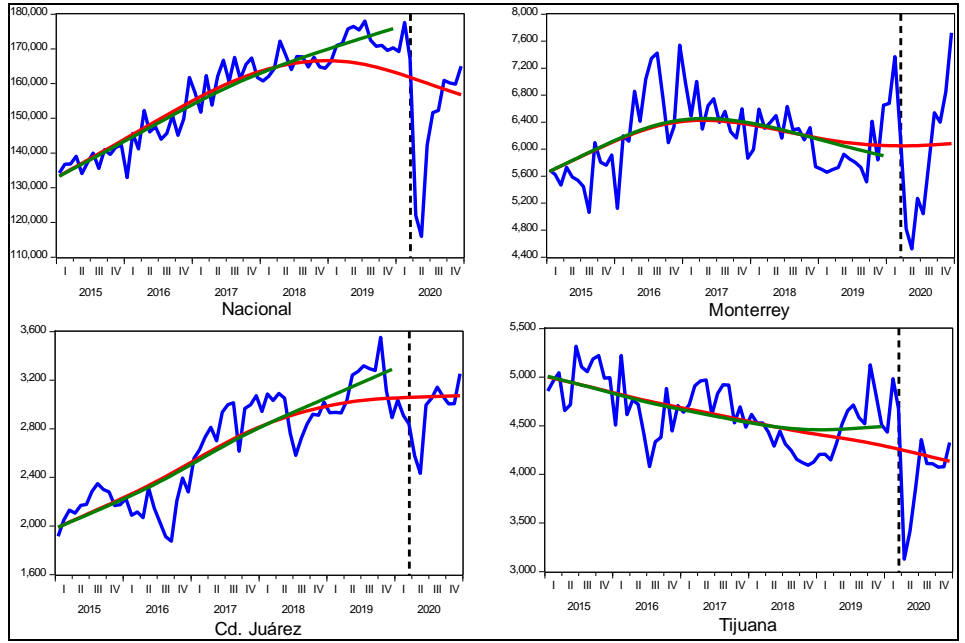 180,000
170,000
160,000
150,000
140,000
130,000
120,000
110,000
I II III IV I II III IV I II III IV I II III IV I II III IV I II III IV
2015 2016 2017 2018 2019 2020
Nacional
8,000
7,200
6,400
5,600
4,800
4,400
6,800
6,000
5,200
I II III IV I II III IV I II III IV I II III IV I II III IV I II III IV
2015 2016 2017 2018 2019 2020
Monterrey
3,600
3,200
2,800
2,400
2,000
1,600
I II III IV I II III IV I II III IV I II III IV I II III IV I II III IV
2015 2016 2017 2018 2019 2020
Cd. Juárez
5,500
5,000
4,500
4,000
3,500
3,000
I II III IV I II III IV I II III IV I II III IV I II III IV I II III IV
2015 2016 2017 2018 2019 2020
Tijuana